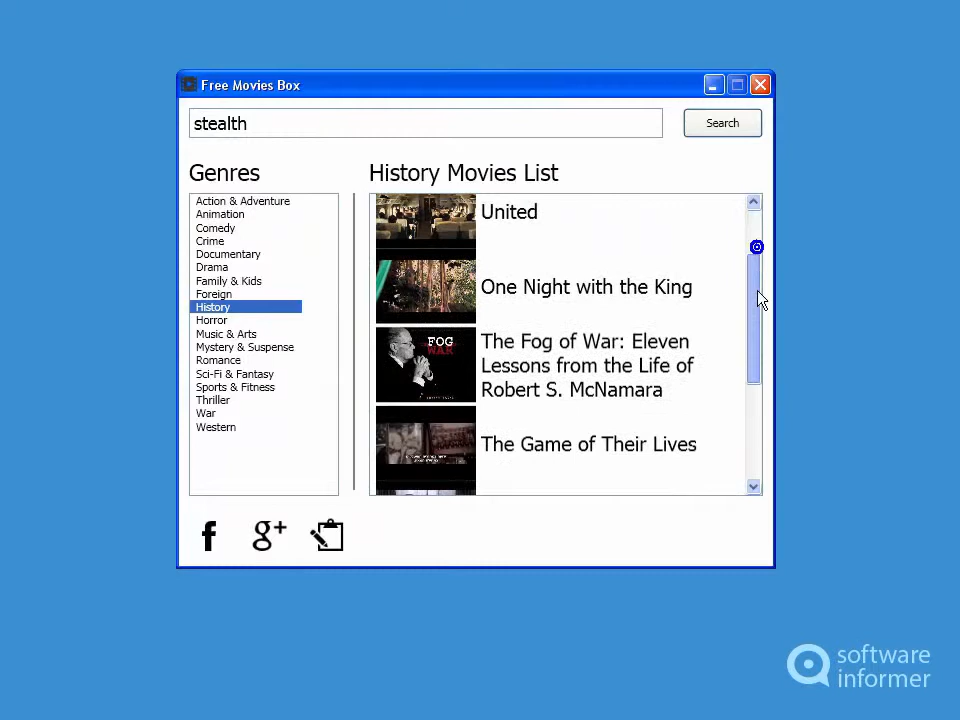 Free Movies Box
stealth
Search
Genres
Action & Adventure
Animation
Comedy
Crime
Documentary
Drama
Family & Kids
Foreign
History
Horror
Music & Arts
Mystery & Suspense
Romance
Sci-Fi & Fantasy
Sports & Fitness
Thriller
War
Western
History Movies List
United
One Night with the King
FOG
WAR
The Fog of War: Eleven
Lessons from the Life of
Robert S. McNamara
The Game of Their Lives
f
g+
software
informer